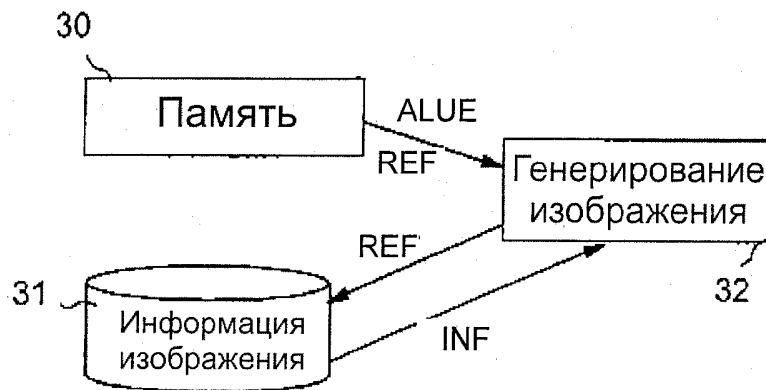 30
Память
ALUE
REF
Генерирование
изображения
REF
32
31
Информация
изображения
INF